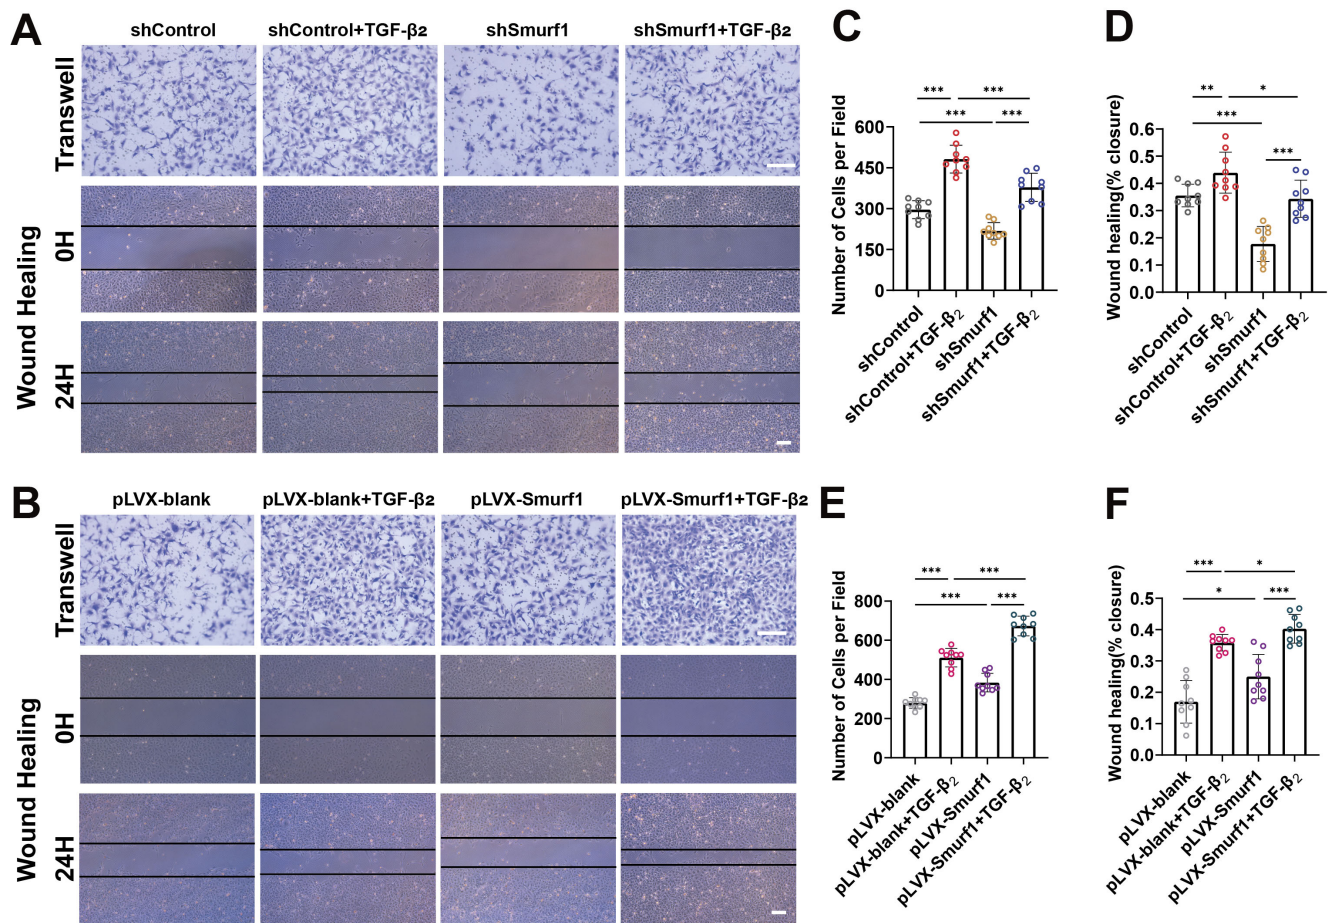 A
shControl
shControl+TGF-β2
shSmurf1
shSmurf1+TGF-β2
Transwell
Wound Healing
0H
24H
B
pLVX-blank
pLVX-blank+TGF-β2
pLVX-Smurf1
pLVX-Smurf1+TGF-β2
Transwell
Wound Healing
0H
24H
C
*** ***
*** ***
Number of Cells per Field
600
450
300
150
0
shControl
shControl+TGF-β2
shSmurf1
shSmurf1+TGF-β2
D
** *
***
***
Wound healing(% closure)
0.6
0.5
0.4
0.3
0.2
0.1
0.0
shControl
shControl+TGF-β2
shSmurf1
shSmurf1+TGF-β2
E
*** ***
*** ***
Number of Cells per Field
800
600
400
200
0
pLVX-blank
pLVX-blank+TGF-β2
pLVX-Smurf1
pLVX-Smurf1+TGF-β2
F
*** *
* ***
Wound healing(% closure)
0.5
0.4
0.3
0.2
0.1
0.0
pLVX-blank
pLVX-blank+TGF-β2
pLVX-Smurf1
pLVX-Smurf1+TGF-β2